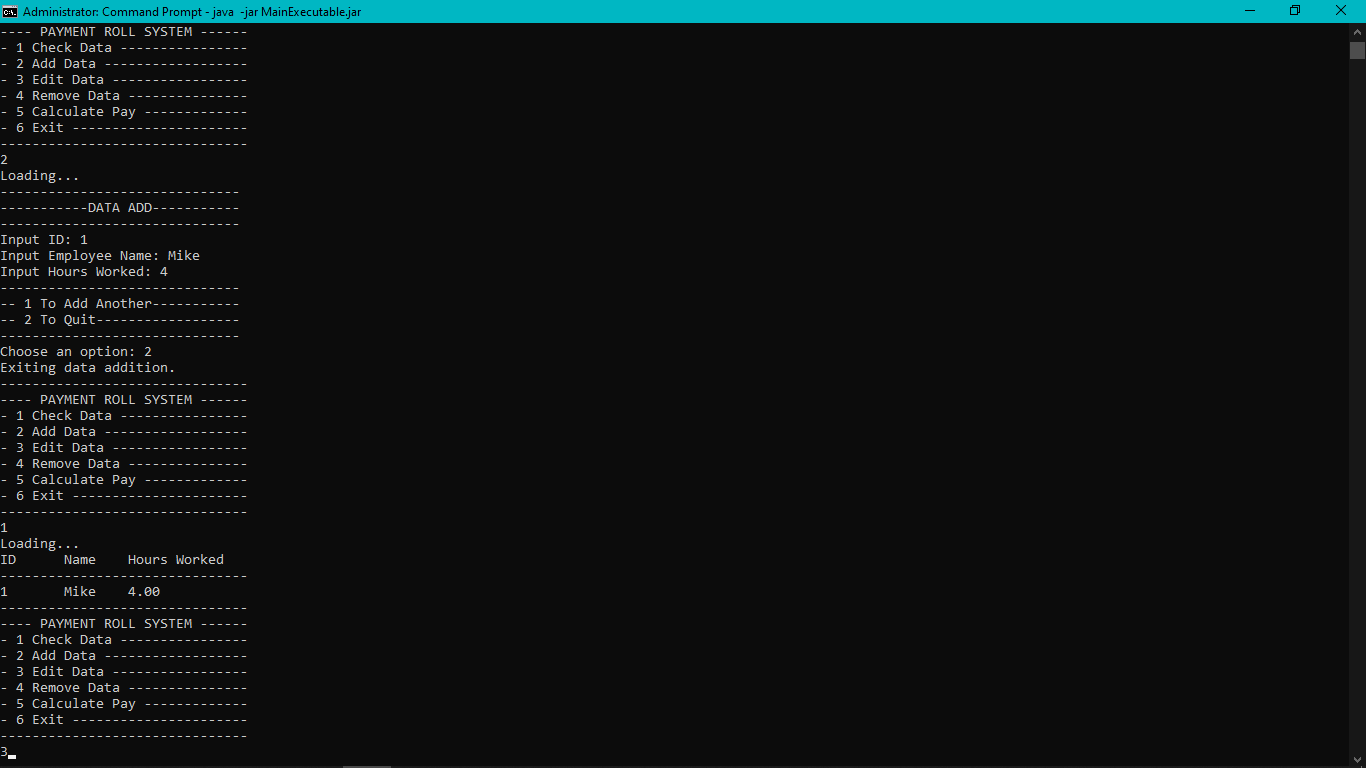 Administrator: Command Prompt - java  -jar MainExecutable.jar
---- PAYMENT ROLL SYSTEM ------
- 1 Check Data ----------------
- 2 Add Data ------------------
- 3 Edit Data -----------------
- 4 Remove Data ---------------
- 5 Calculate Pay -------------
- 6 Exit ----------------------
-------------------------------
2
Loading...
------------------------------
-----------DATA ADD-----------
------------------------------
Input ID: 1
Input Employee Name: Mike
Input Hours Worked: 4
------------------------------
-- 1 To Add Another-----------
-- 2 To Quit------------------
------------------------------
Choose an option: 2
Exiting data addition.
-------------------------------
---- PAYMENT ROLL SYSTEM ------
- 1 Check Data ----------------
- 2 Add Data ------------------
- 3 Edit Data -----------------
- 4 Remove Data ---------------
- 5 Calculate Pay -------------
- 6 Exit ----------------------
-------------------------------
1
Loading...
ID      Name    Hours Worked
-------------------------------
1       Mike    4.00
-------------------------------
---- PAYMENT ROLL SYSTEM ------
- 1 Check Data ----------------
- 2 Add Data ------------------
- 3 Edit Data -----------------
- 4 Remove Data ---------------
- 5 Calculate Pay -------------
- 6 Exit ----------------------
-------------------------------
3